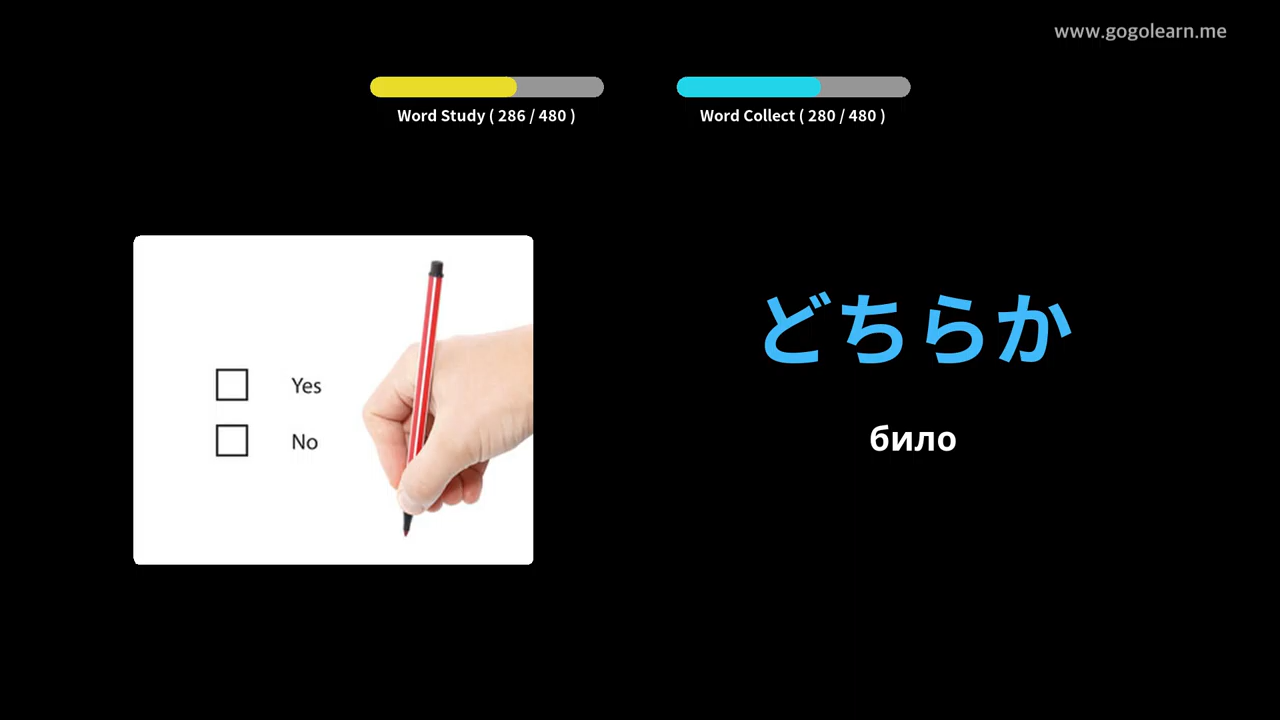 www.gogolearn.me
Word Study ( 286 / 480 )
Word Collect ( 280 / 480 )
Yes
No
どちらか
било